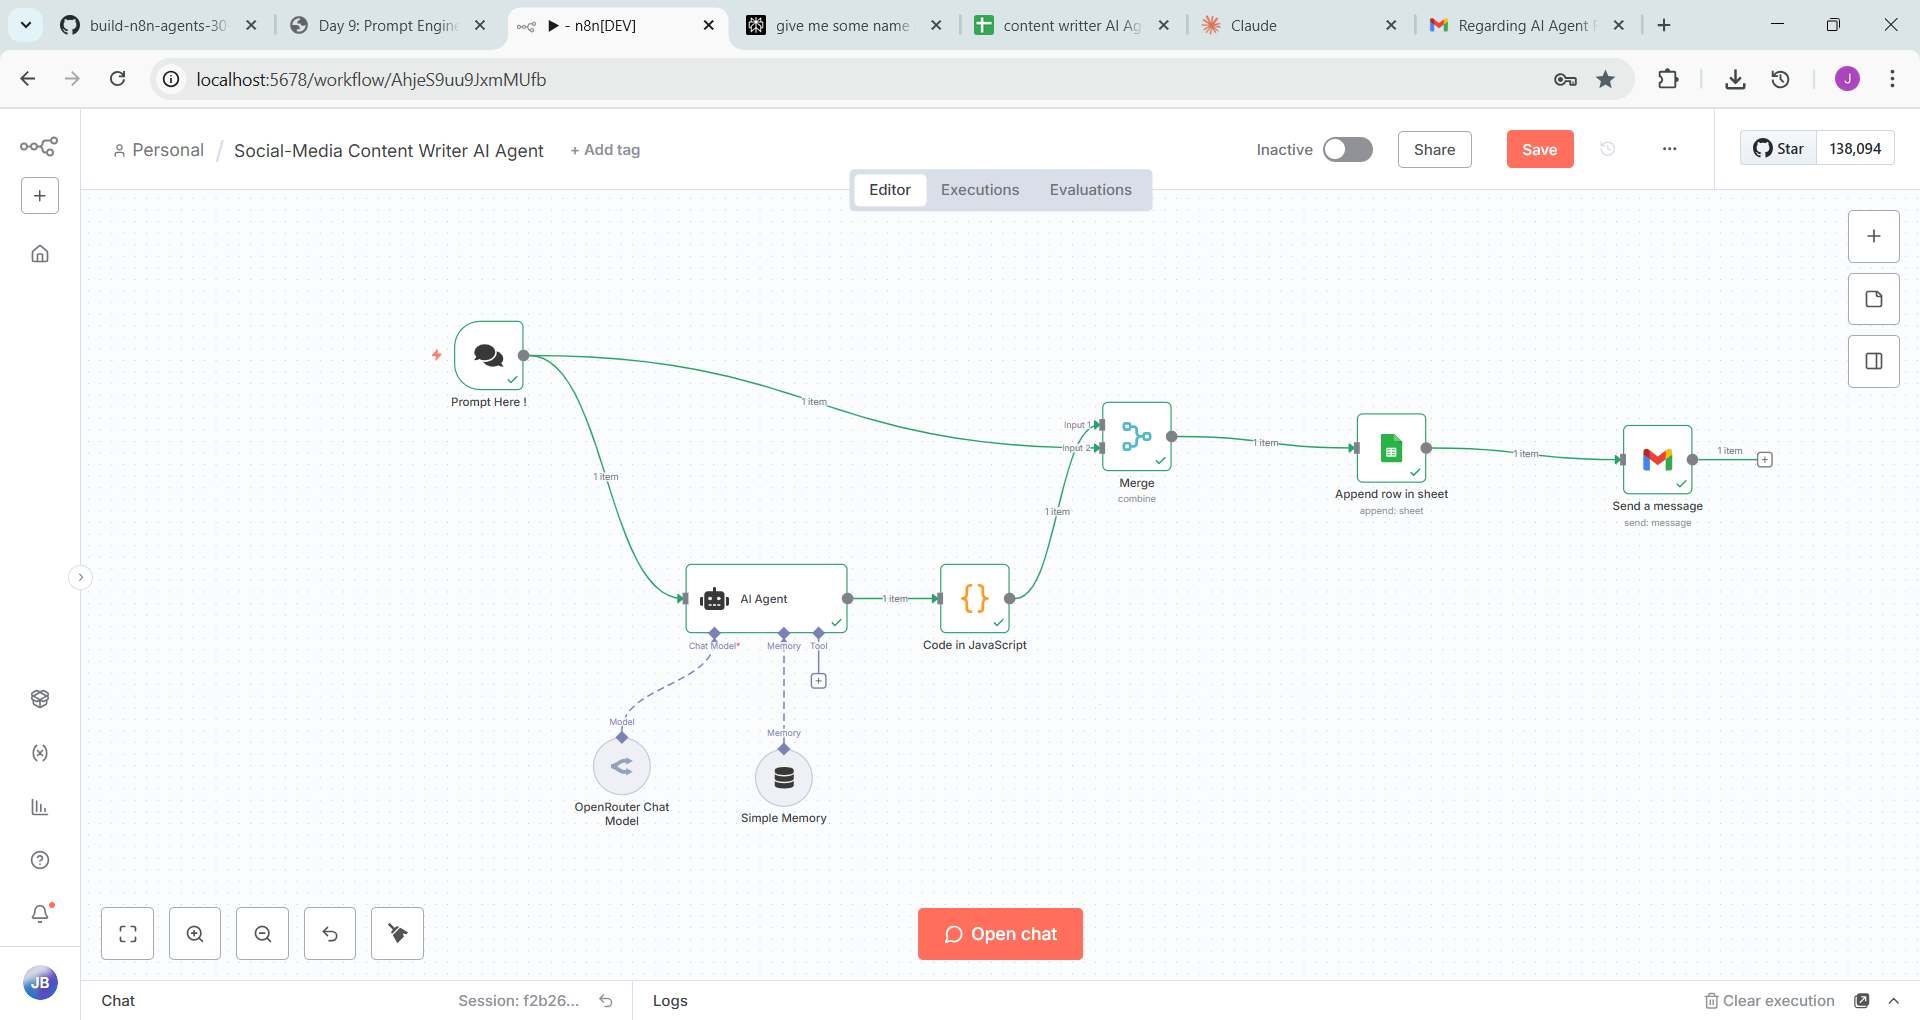 build-n8n-agents-30-
Day 9: Prompt Engine
▶ - n8n[DEV]
give me some name
content writter AI Ag
Claude
Regarding AI Agent F
localhost:5678/workflow/AhjeS9uu9JxmMUfb
J
Personal / Social-Media Content Writer AI Agent + Add tag
Inactive
Share
Save
...
Star 138,094
Editor Executions Evaluations
Prompt Here !
1 item
1 item
Input 1
Input 2
Merge
combine
1 item
Append row in sheet
append: sheet
1 item
Send a message
send: message
1 item
1 item
AI Agent
1 item
Code in JavaScript
Chat Model*
Memory
Tool
Model
Memory
OpenRouter Chat
Model
Simple Memory
Open chat
JB
Chat
Session: f2b26...
Logs
Clear execution